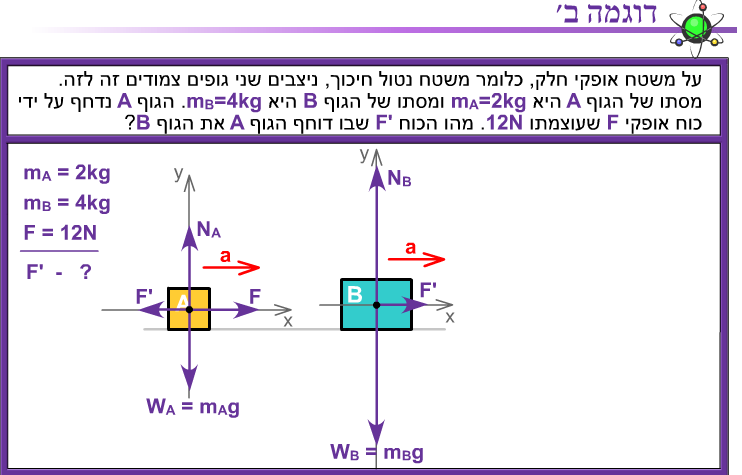 דוגמה ב׳
על משטח אופקי חלק, כלומר משטח נטול חיכוך, ניצבים שני גופים צמודים זה לזה.
מסתו של הגוף A היא mA=2kg ומסתו של הגוף B היא mB=4kg. הגוף A נדחף על ידי
כוח אופקי F שעוצמתו 12N. מהו הכוח F' שבו דוחף הגוף A את הגוף B?
mA = 2kg
mB = 4kg
F = 12N
F' - ?
y
NA
a
F'
A
F
x
WA = mAg
y
NB
a
B
F'
x
WB = mBg